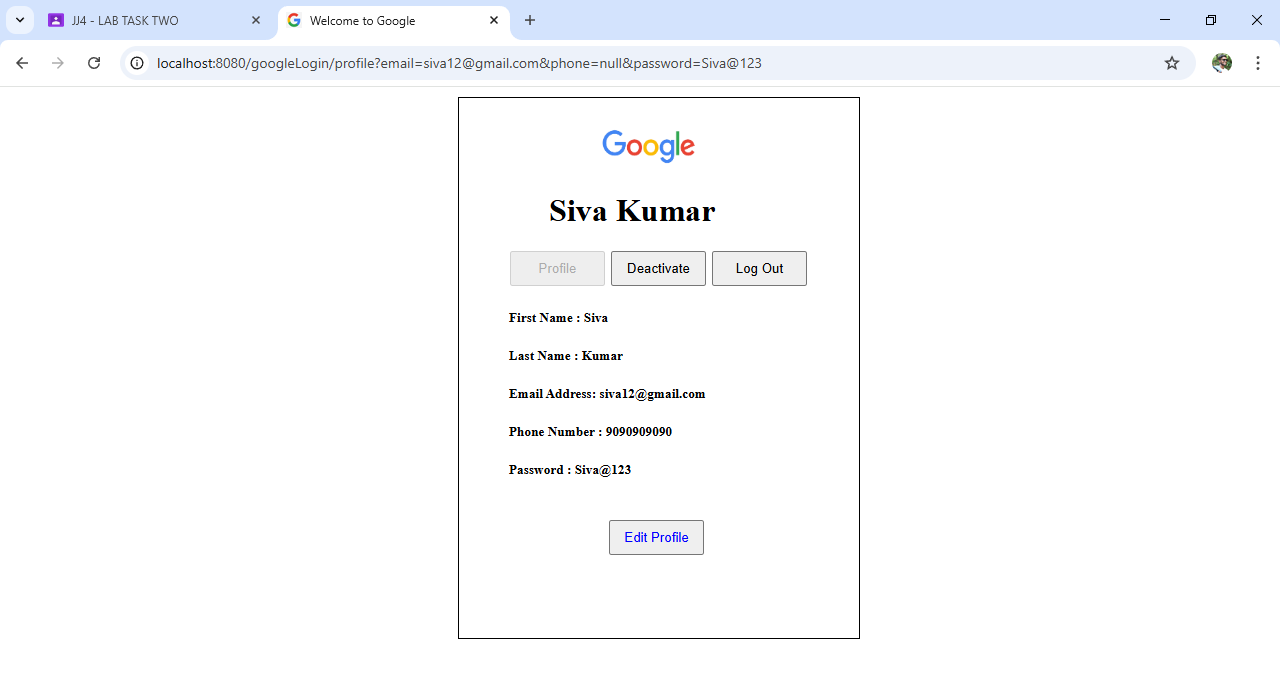 JJ4 - LAB TASK TWO
Welcome to Google
localhost:8080/googleLogin/profile?email=siva12@gmail.com&phone=null&password=Siva@123
Google
Siva Kumar
Profile Deactivate Log Out
First Name : Siva
Last Name : Kumar
Email Address: siva12@gmail.com
Phone Number : 9090909090
Password : Siva@123
Edit Profile